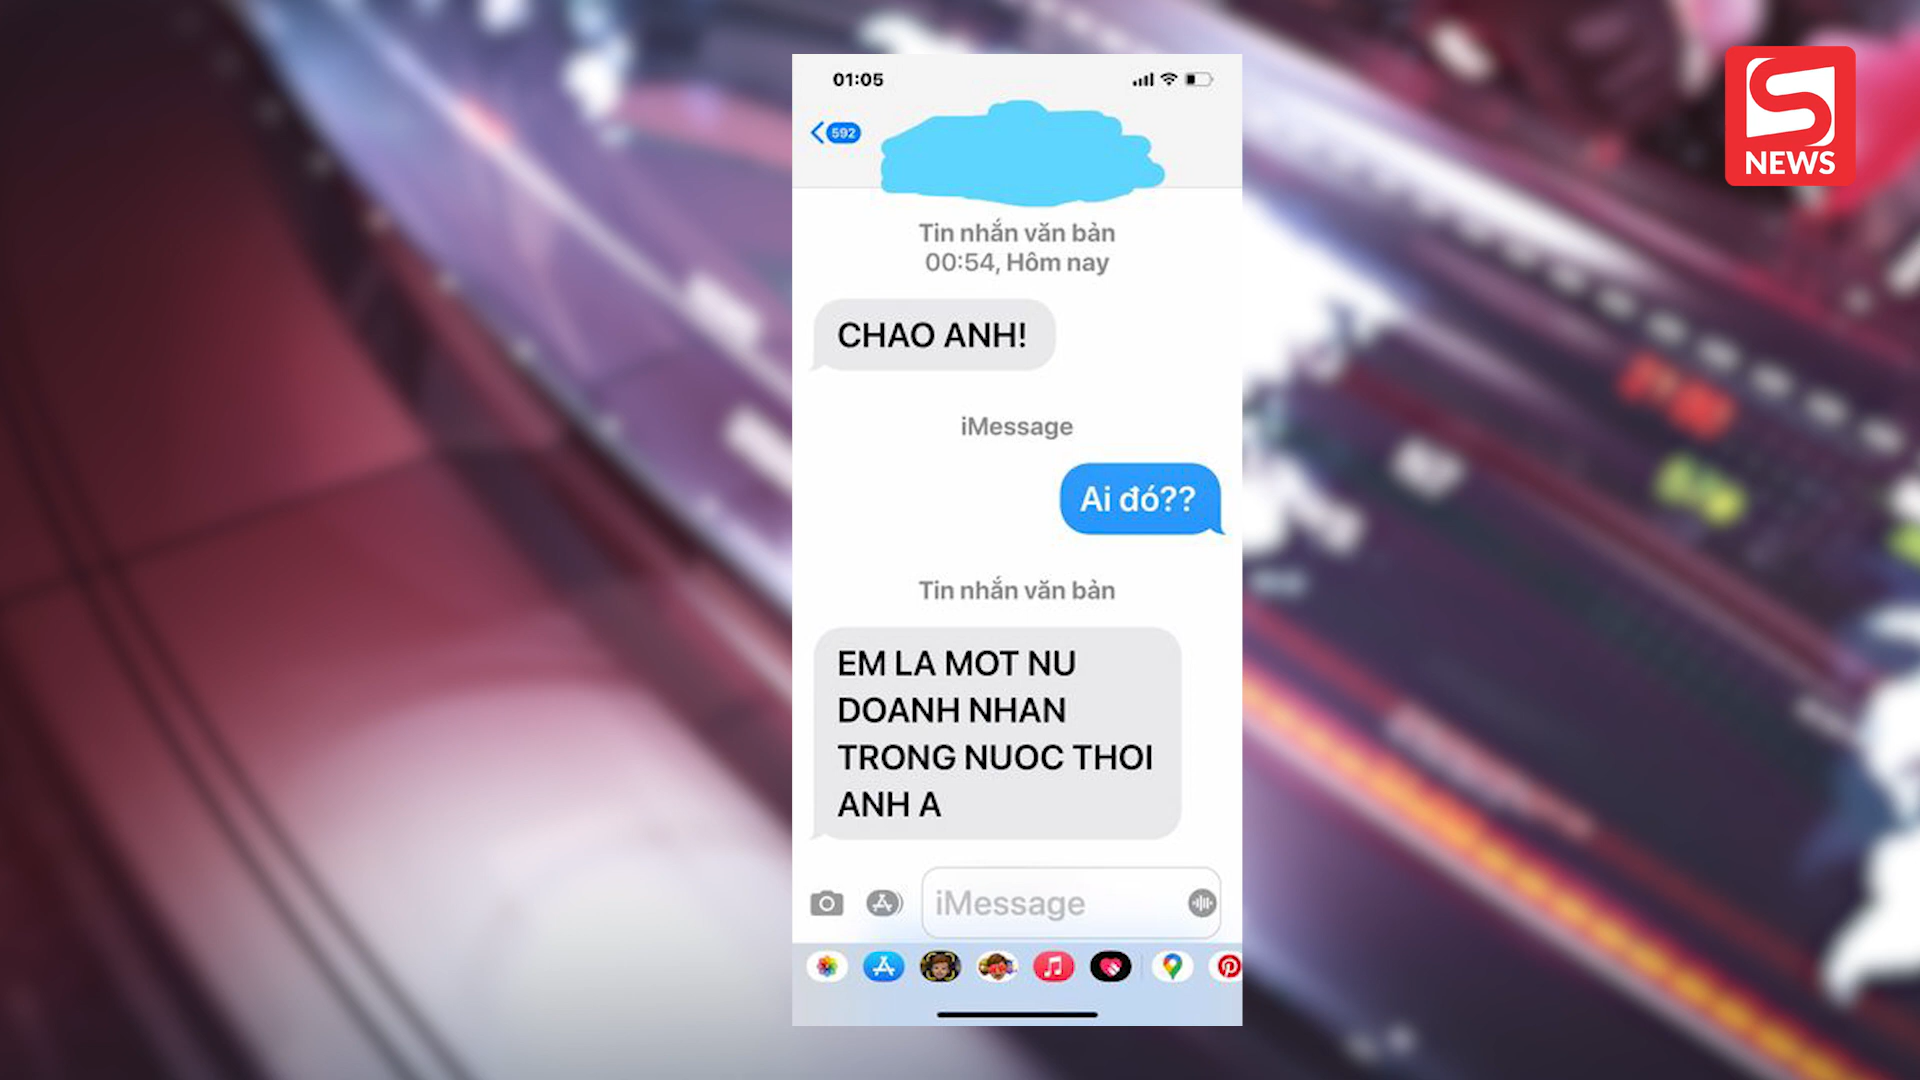 01:05
592
S
NEWS
Tin nhắn văn bản
00:54, Hôm nay
CHAO ANH!
iMessage
Ai đó??
Tin nhắn văn bản
EM LA MOT NU
DOANH NHAN
TRONG NUOC THOI
ANH A
iMessage